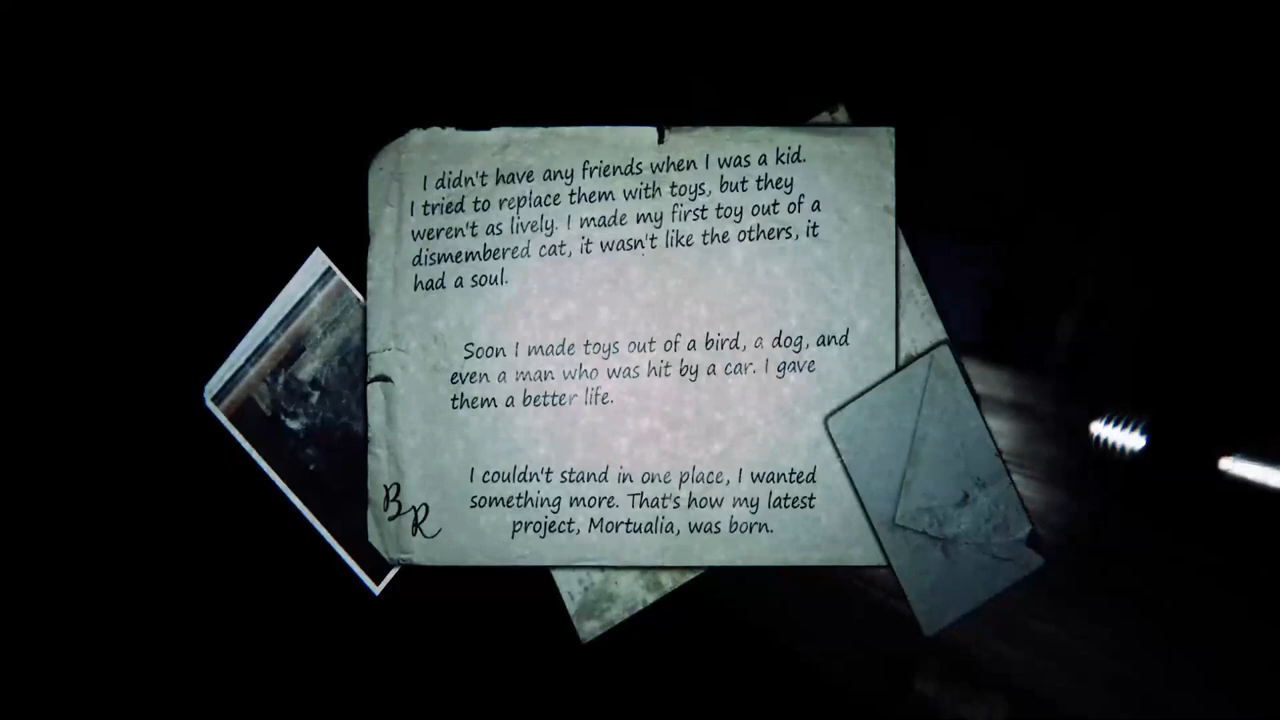 I didn't have any friends when I was a kid.
I tried to replace them with toys, but they
weren't as lively. I made my first toy out of a
dismembered cat, it wasn't like the others, it
had a soul.
Soon I made toys out of a bird, a dog, and
even a man who was hit by a car. I gave
them a better life.
I couldn't stand in one place, I wanted
something more. That's how my latest
project, Mortualia, was born.
BR